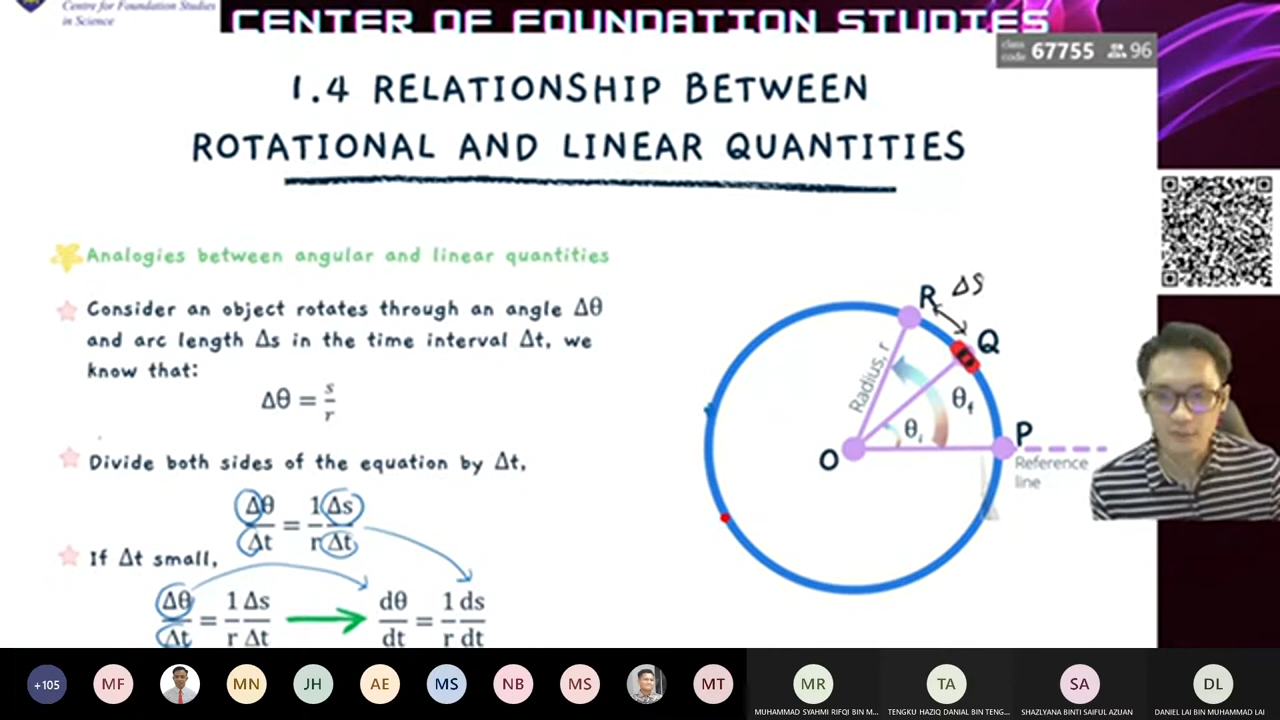 Centre for Foundation Studies
in Science
CENTER OF FOUNDATION STUDIES
class code 67755 96
1.4 RELATIONSHIP BETWEEN
ROTATIONAL AND LINEAR QUANTITIES
Analogies between angular and linear quantities
Consider an object rotates through an angle Δθ
and arc length Δs in the time interval Δt, we
know that:
Δθ = s/r
Divide both sides of the equation by Δt,
Δθ/Δt = 1Δs/rΔt
If Δt small,
Δθ/Δt = 1 Δs/r Δt dθ/dt = 1 ds/r dt
R ΔS
Q
Radius, r
θf
θi
P
O
Reference
line
+105 MF MN JH AE MS NB MS MT MR TA SA DL
MUHAMMAD SYAHMI RIFQI BIN M... TENGKU HAZIQ DANIAL BIN TENG... SHAZLYANA BINTI SAIFUL AZUAN DANIEL LAI BIN MUHAMMAD LAI